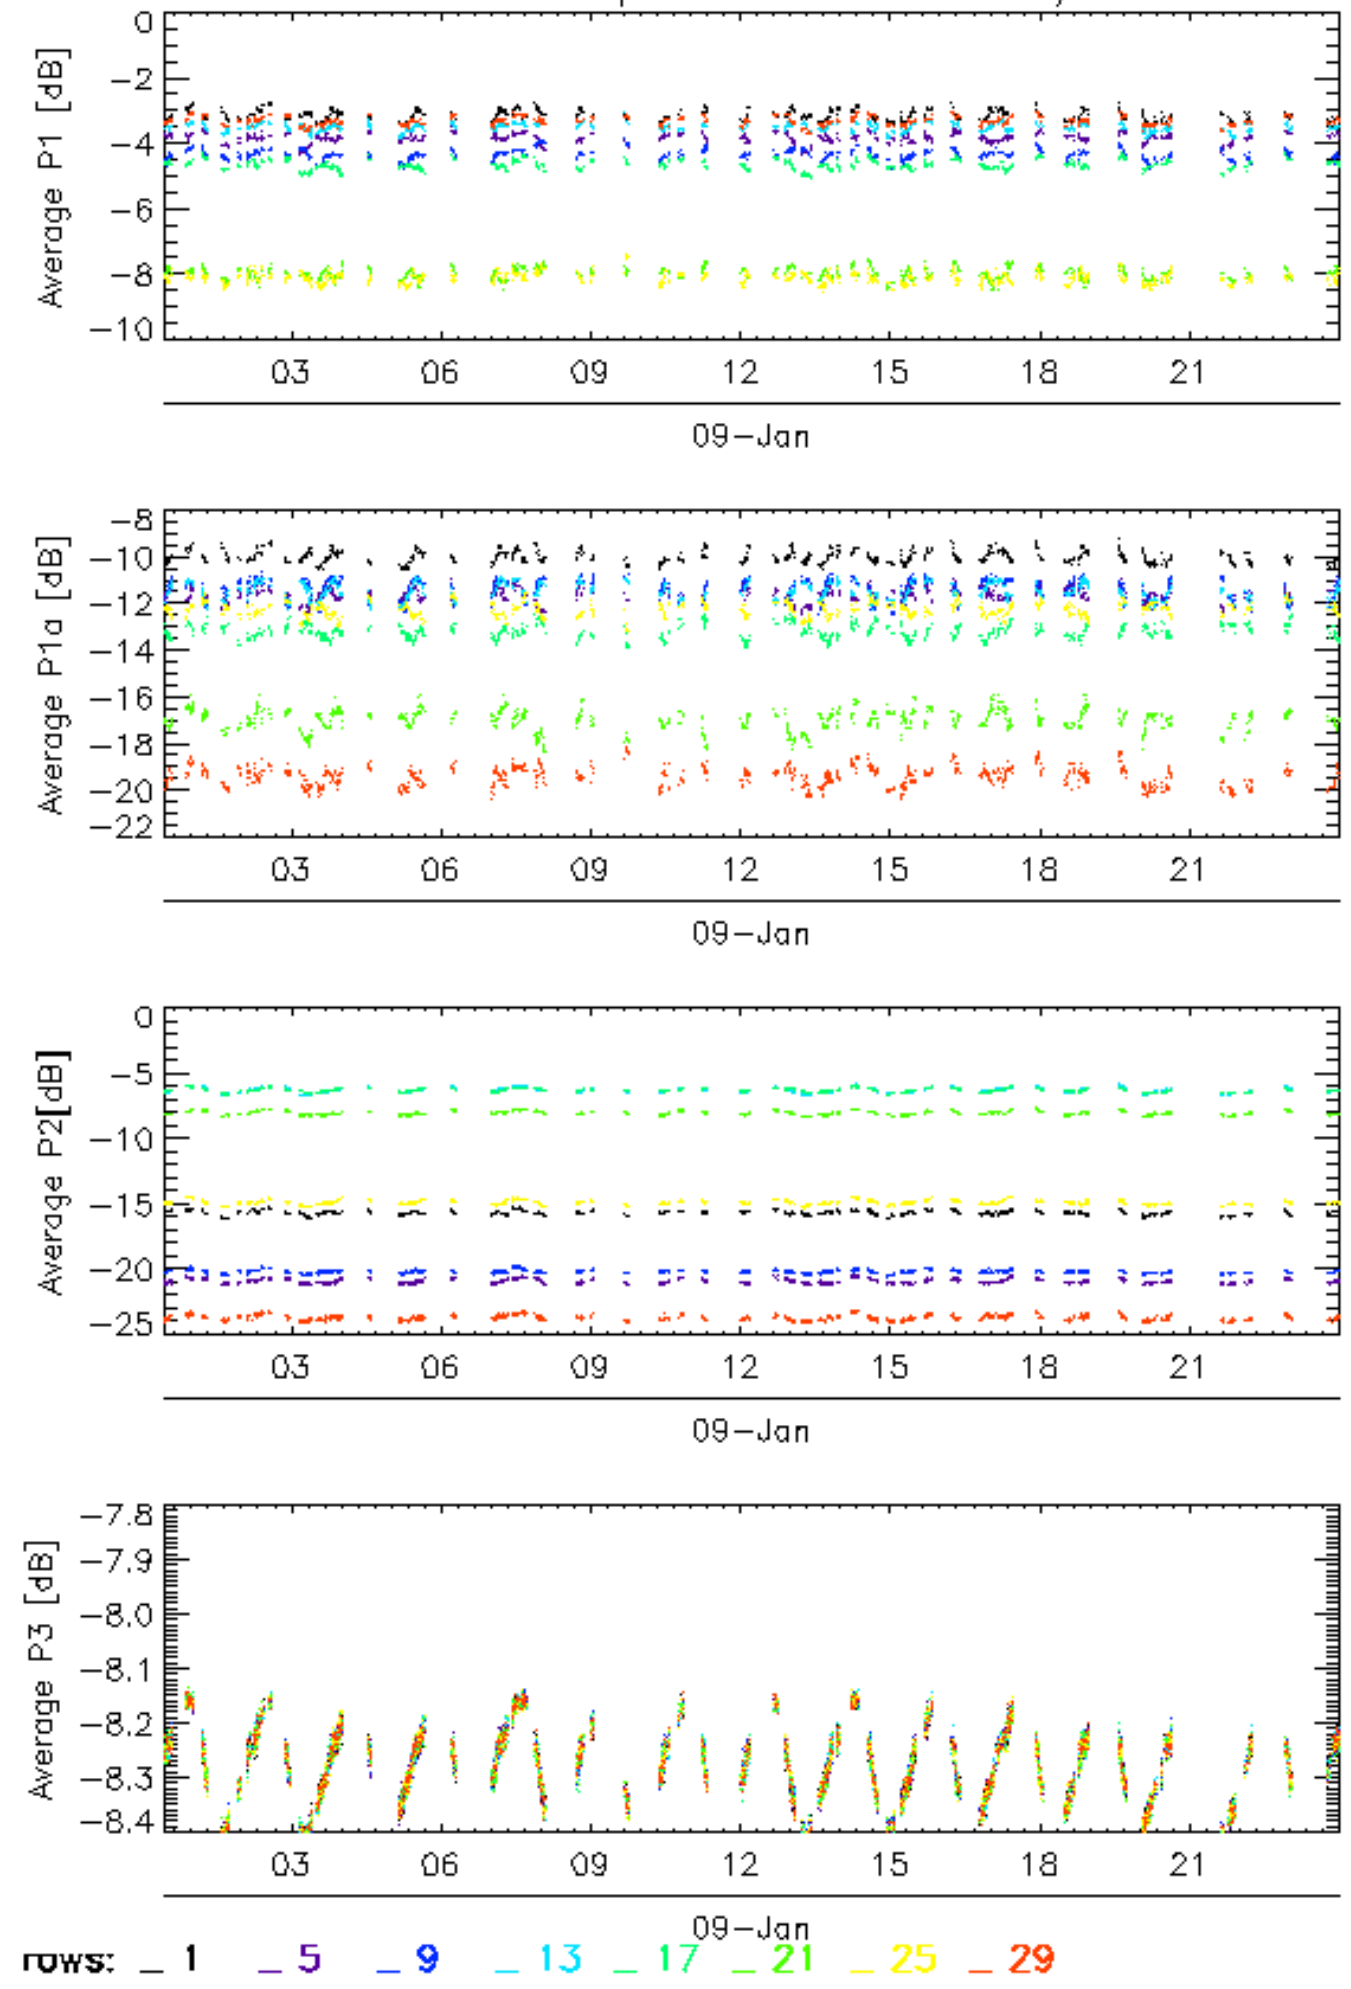 0
−2
−4
−6
−8
−10
Average P1 [dB]
03 06 09 12 15 18 21
09−Jan
−8
−10
−12
−14
−16
−18
−20
−22
Average P1a [dB]
03 06 09 12 15 18 21
09−Jan
0
−5
−10
−15
−20
−25
Average P2[dB]
03 06 09 12 15 18 21
09−Jan
−7.8
−7.9
−8.0
−8.1
−8.2
−8.3
−8.4
Average P3 [dB]
03 06 09 12 15 18 21
09−Jan
rows: _ 1 _ 5 _ 9 _ 13 _ 17 _ 21 _ 25 _ 29